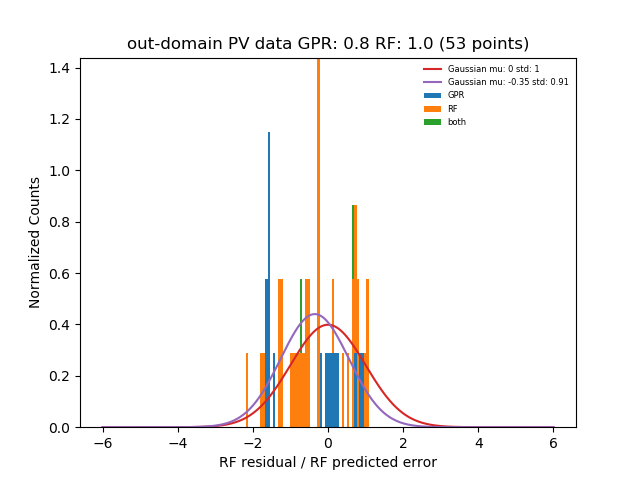 out-domain PV data GPR: 0.8 RF: 1.0 (53 points)
Normalized Counts
1.4
1.2
1.0
0.8
0.6
0.4
0.2
0.0
Gaussian mu: 0 std: 1
Gaussian mu: -0.35 std: 0.91
GPR
RF
both
−6 −4 −2 0 2 4 6
RF residual / RF predicted error